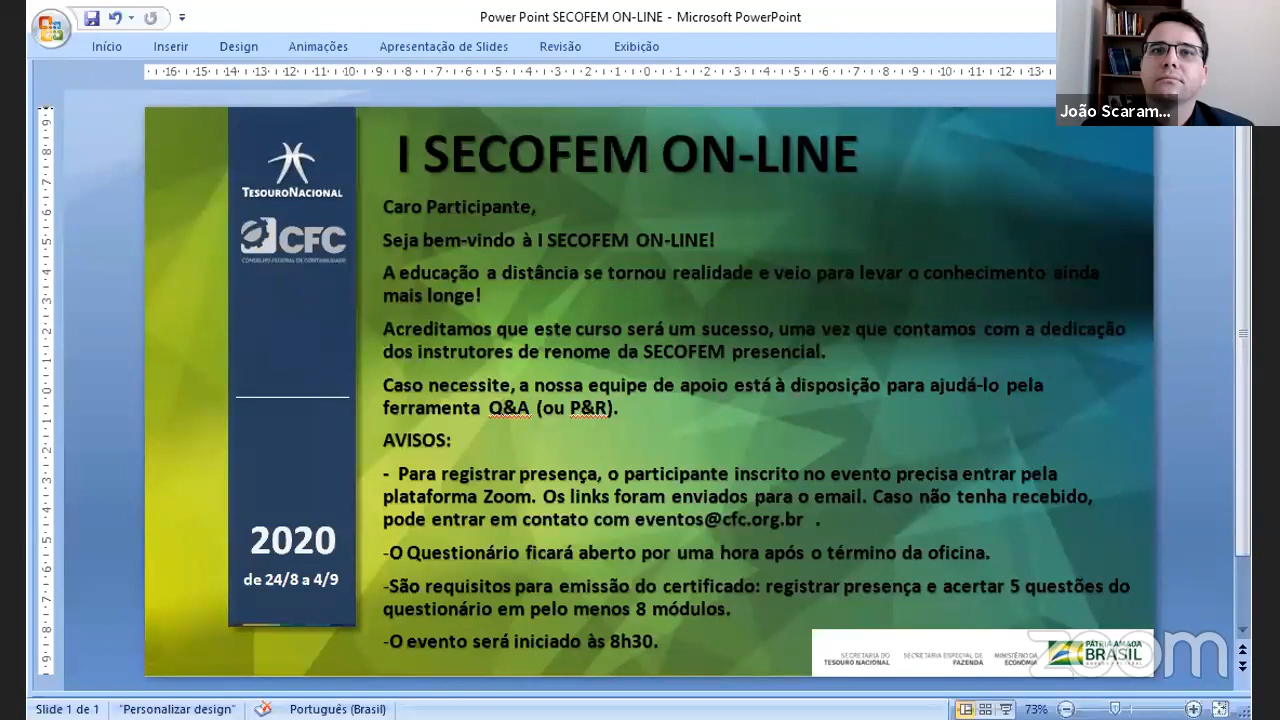 Power Point SECOFEM ON-LINE - Microsoft PowerPoint
Início Inserir Design Animações Apresentação de Slides Revisão Exibição
João Scaram...
TESOURONACIONAL
CFC
CONSELHO FEDERAL DE CONTABILIDADE
2020
de 24/8 a 4/9
I SECOFEM ON-LINE
Caro Participante,
Seja bem-vindo à I SECOFEM ON-LINE!
A educação a distância se tornou realidade e veio para levar o conhecimento ainda
mais longe!
Acreditamos que este curso será um sucesso, uma vez que contamos com a dedicação
dos instrutores de renome da SECOFEM presencial.
Caso necessite, a nossa equipe de apoio está à disposição para ajudá-lo pela
ferramenta Q&A (ou P&R).
AVISOS:
- Para registrar presença, o participante inscrito no evento precisa entrar pela
plataforma Zoom. Os links foram enviados para o email. Caso não tenha recebido,
pode entrar em contato com eventos@cfc.org.br .
-O Questionário ficará aberto por uma hora após o término da oficina.
-São requisitos para emissão do certificado: registrar presença e acertar 5 questões do
questionário em pelo menos 8 módulos.
-O evento será iniciado às 8h30.
SECRETARIA DO
TESOURO NACIONAL
SECRETARIA ESPECIAL DE
FAZENDA
MINISTÉRIO DA
ECONOMIA
PÁTRIA AMADA
BRASIL
zoom
Slide 1 de 1 "Personalizar design" Português (Brasil) 73%